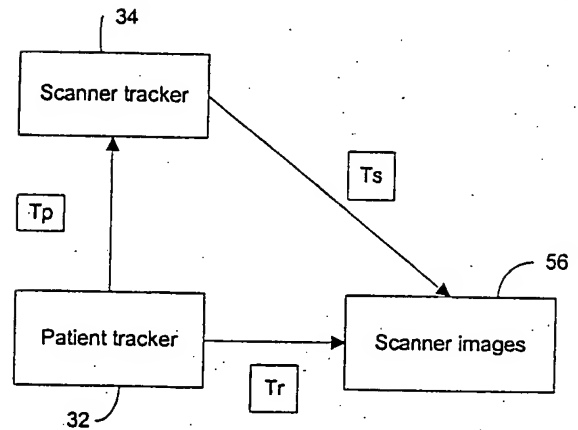 34
Scanner tracker
Ts
Tp
56
Patient tracker
Scanner images
Tr
32